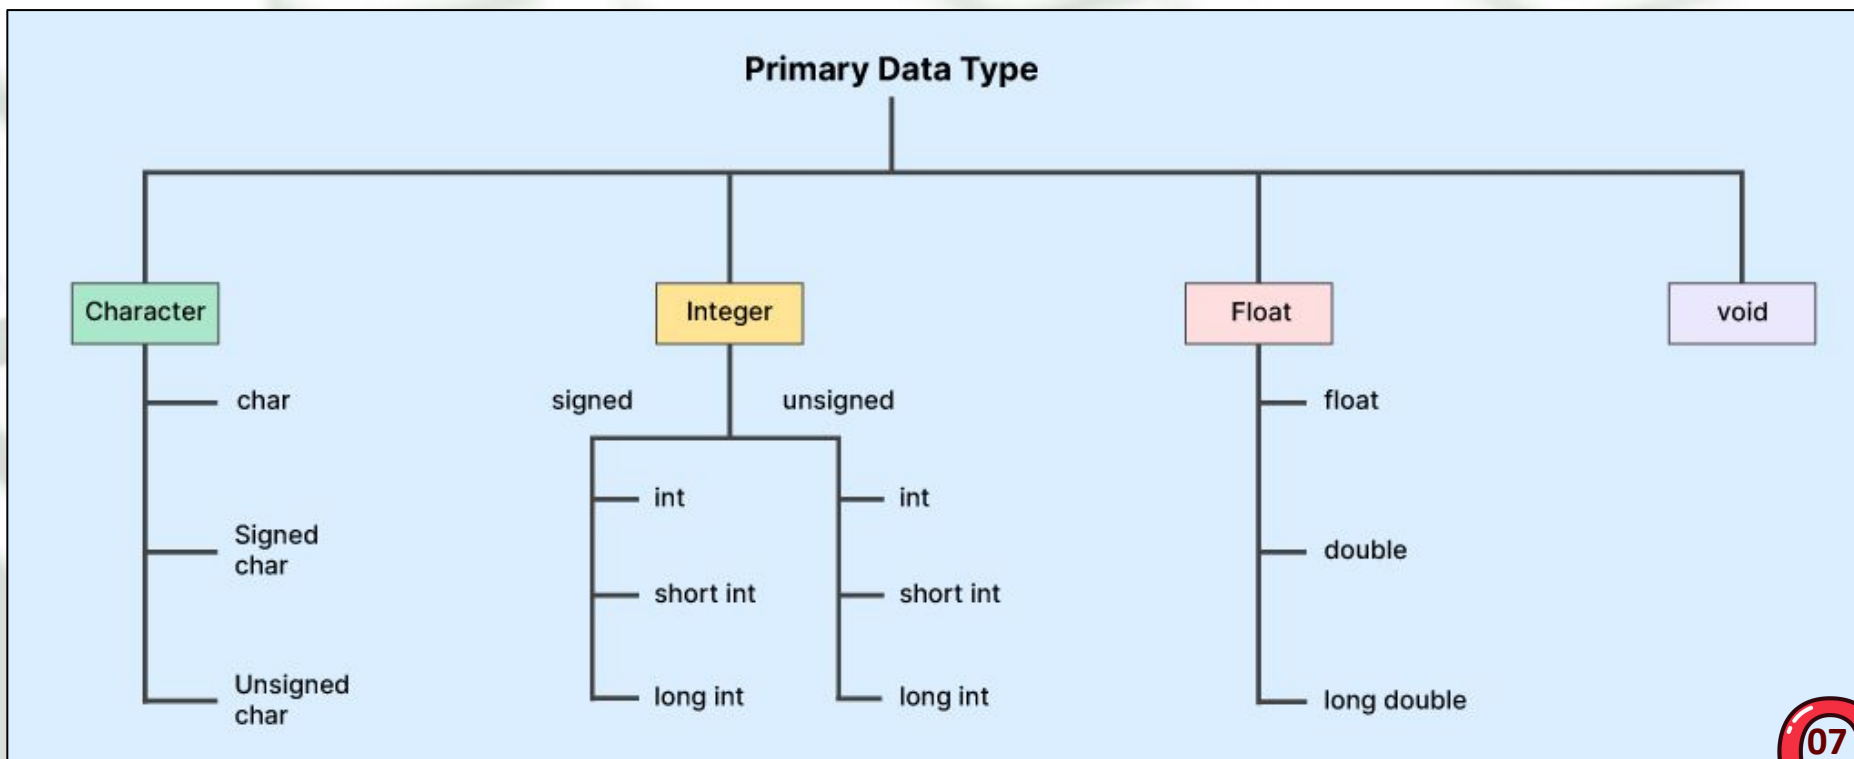 Primary Data Type
Character
Integer
Float
void
char
Signed
char
Unsigned
char
signed
unsigned
int
short int
long int
int
short int
long int
float
double
long double
07